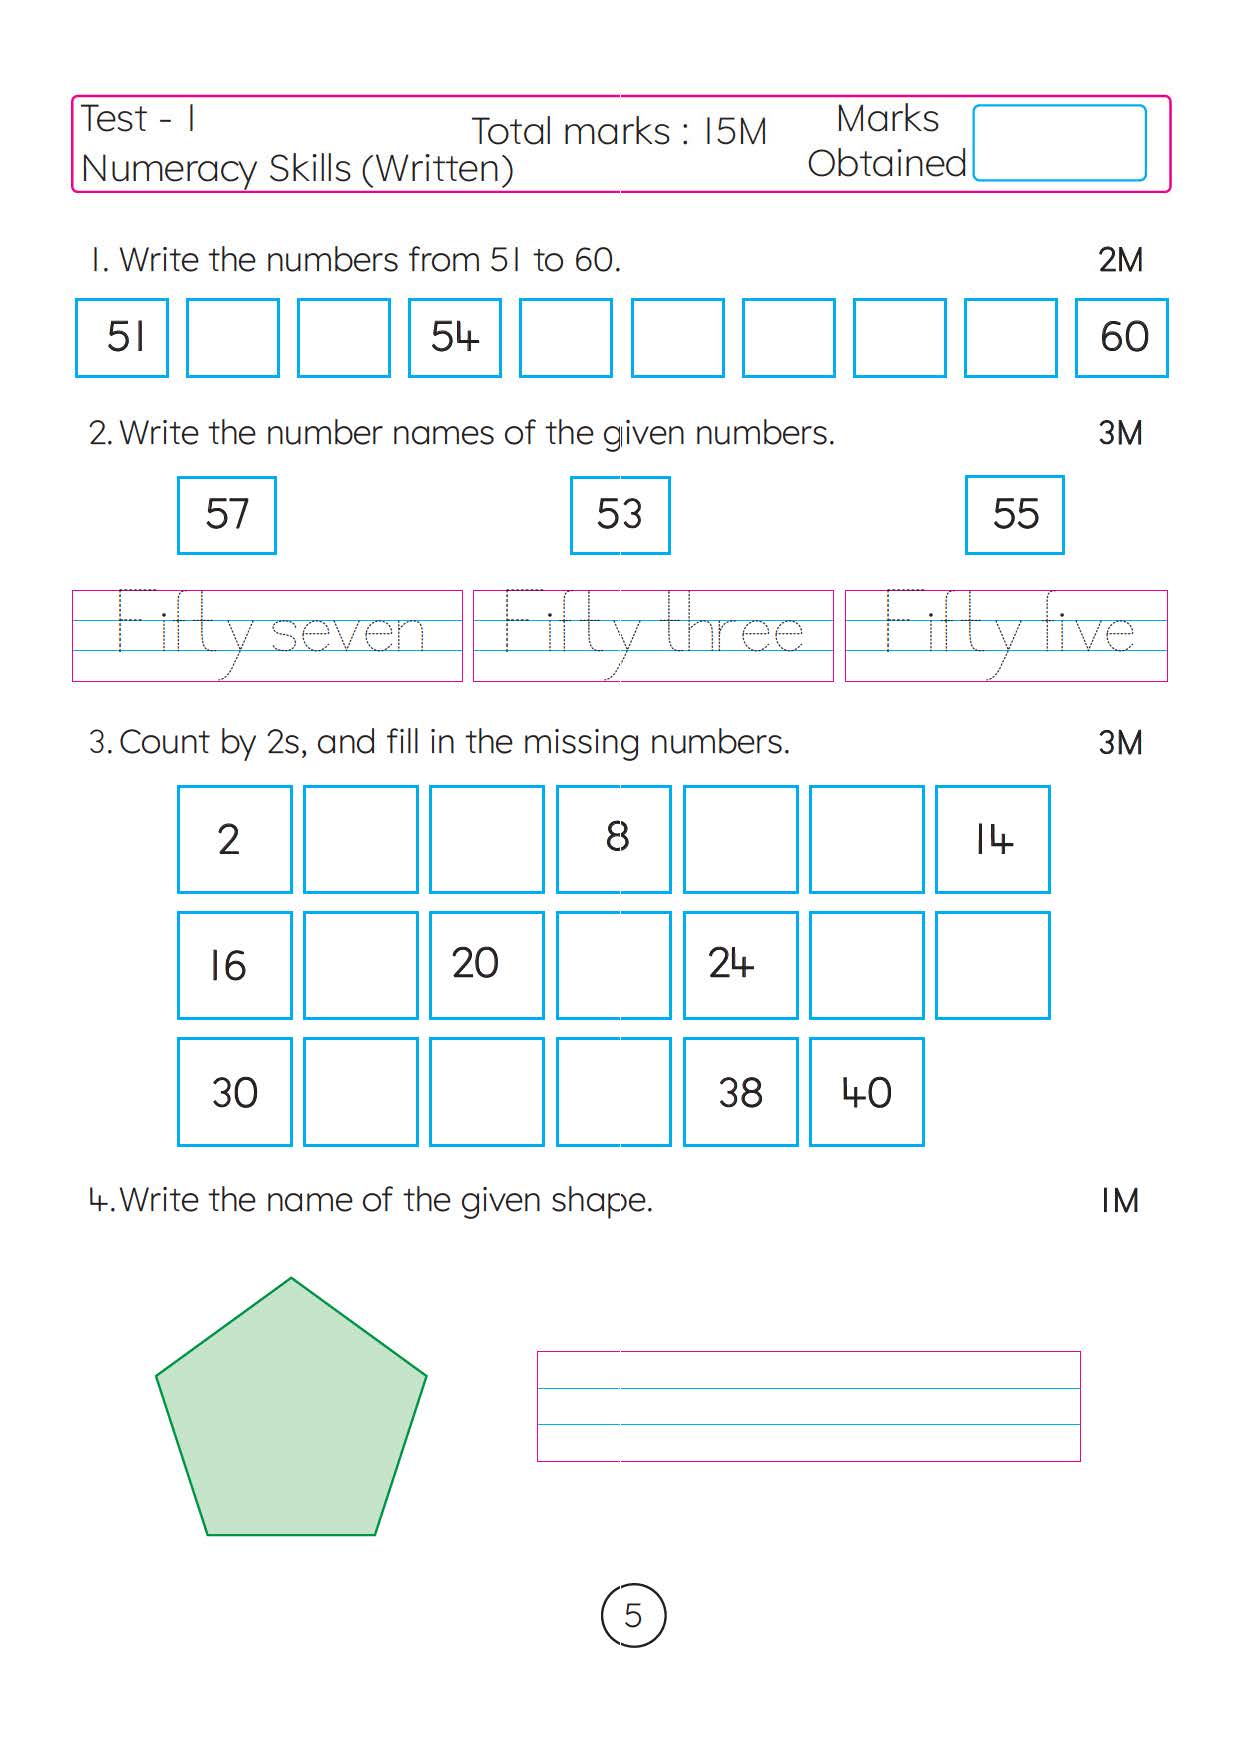 Test - 1
Numeracy Skills (Written)
Total marks : 15M
Marks
Obtained
1. Write the numbers from 51 to 60. 2M
51 54 60
2. Write the number names of the given numbers. 3M
57 53 55
Fifty seven Fifty three Fifty five
3. Count by 2s, and fill in the missing numbers. 3M
2 8 14
16 20 24
30 38 40
4. Write the name of the given shape. 1M
5